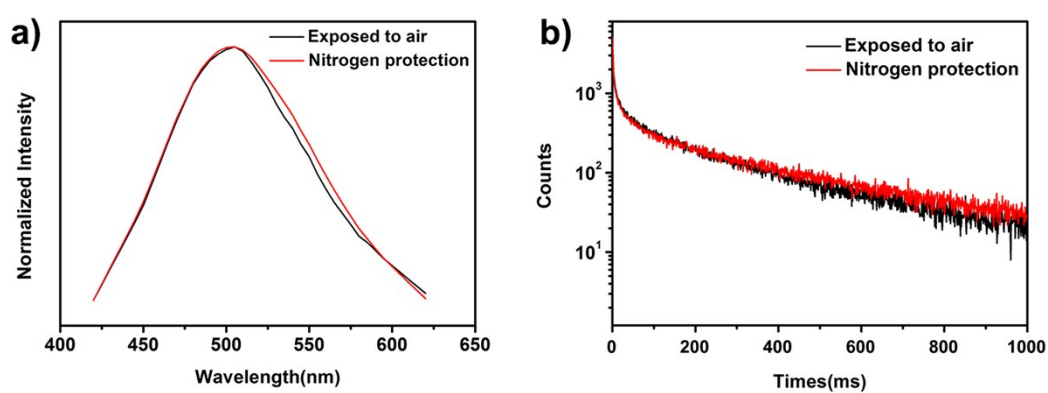 a)
Exposed to air
Nitrogen protection
Normalized Intensity
400 450 500 550 600 650
Wavelength(nm)
b)
Exposed to air
Nitrogen protection
10³
10²
10¹
Counts
0 200 400 600 800 1000
Times(ms)